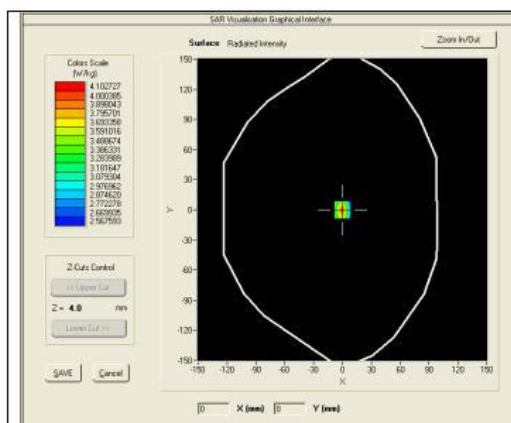 SAR Visualisation Graphical Interface
Surface Radiated Intensity
Zoom In/Out
Colors Scale
(W/kg)
4.102727
4.000385
3.898043
3.795701
3.693358
3.591016
3.488674
3.386331
3.283989
3.181647
3.079304
2.976962
2.874620
2.772278
2.669935
2.567593
150
120
90
60
30
0
-30
-60
-90
-120
-150
Y
-150 -120 -90 -60 -30 0 30 60 90 120 150
X
Z-Cuts Control
<< Upper Cut
Z = 4.0 mm
Lower Cut >>
SAVE Cancel
0 X (mm) 0 Y (mm)